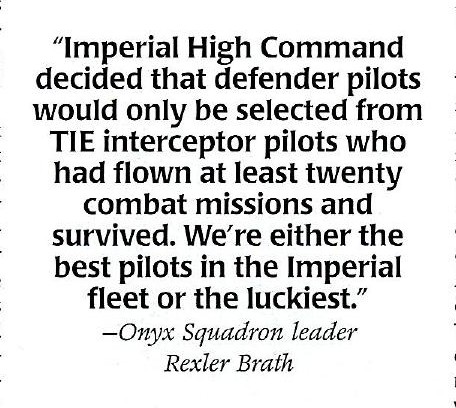 “Imperial High Command
decided that defender pilots
would only be selected from
TIE interceptor pilots who
had flown at least twenty
combat missions and
survived. We’re either the
best pilots in the Imperial
fleet or the luckiest.”
—Onyx Squadron leader
Rexler Brath